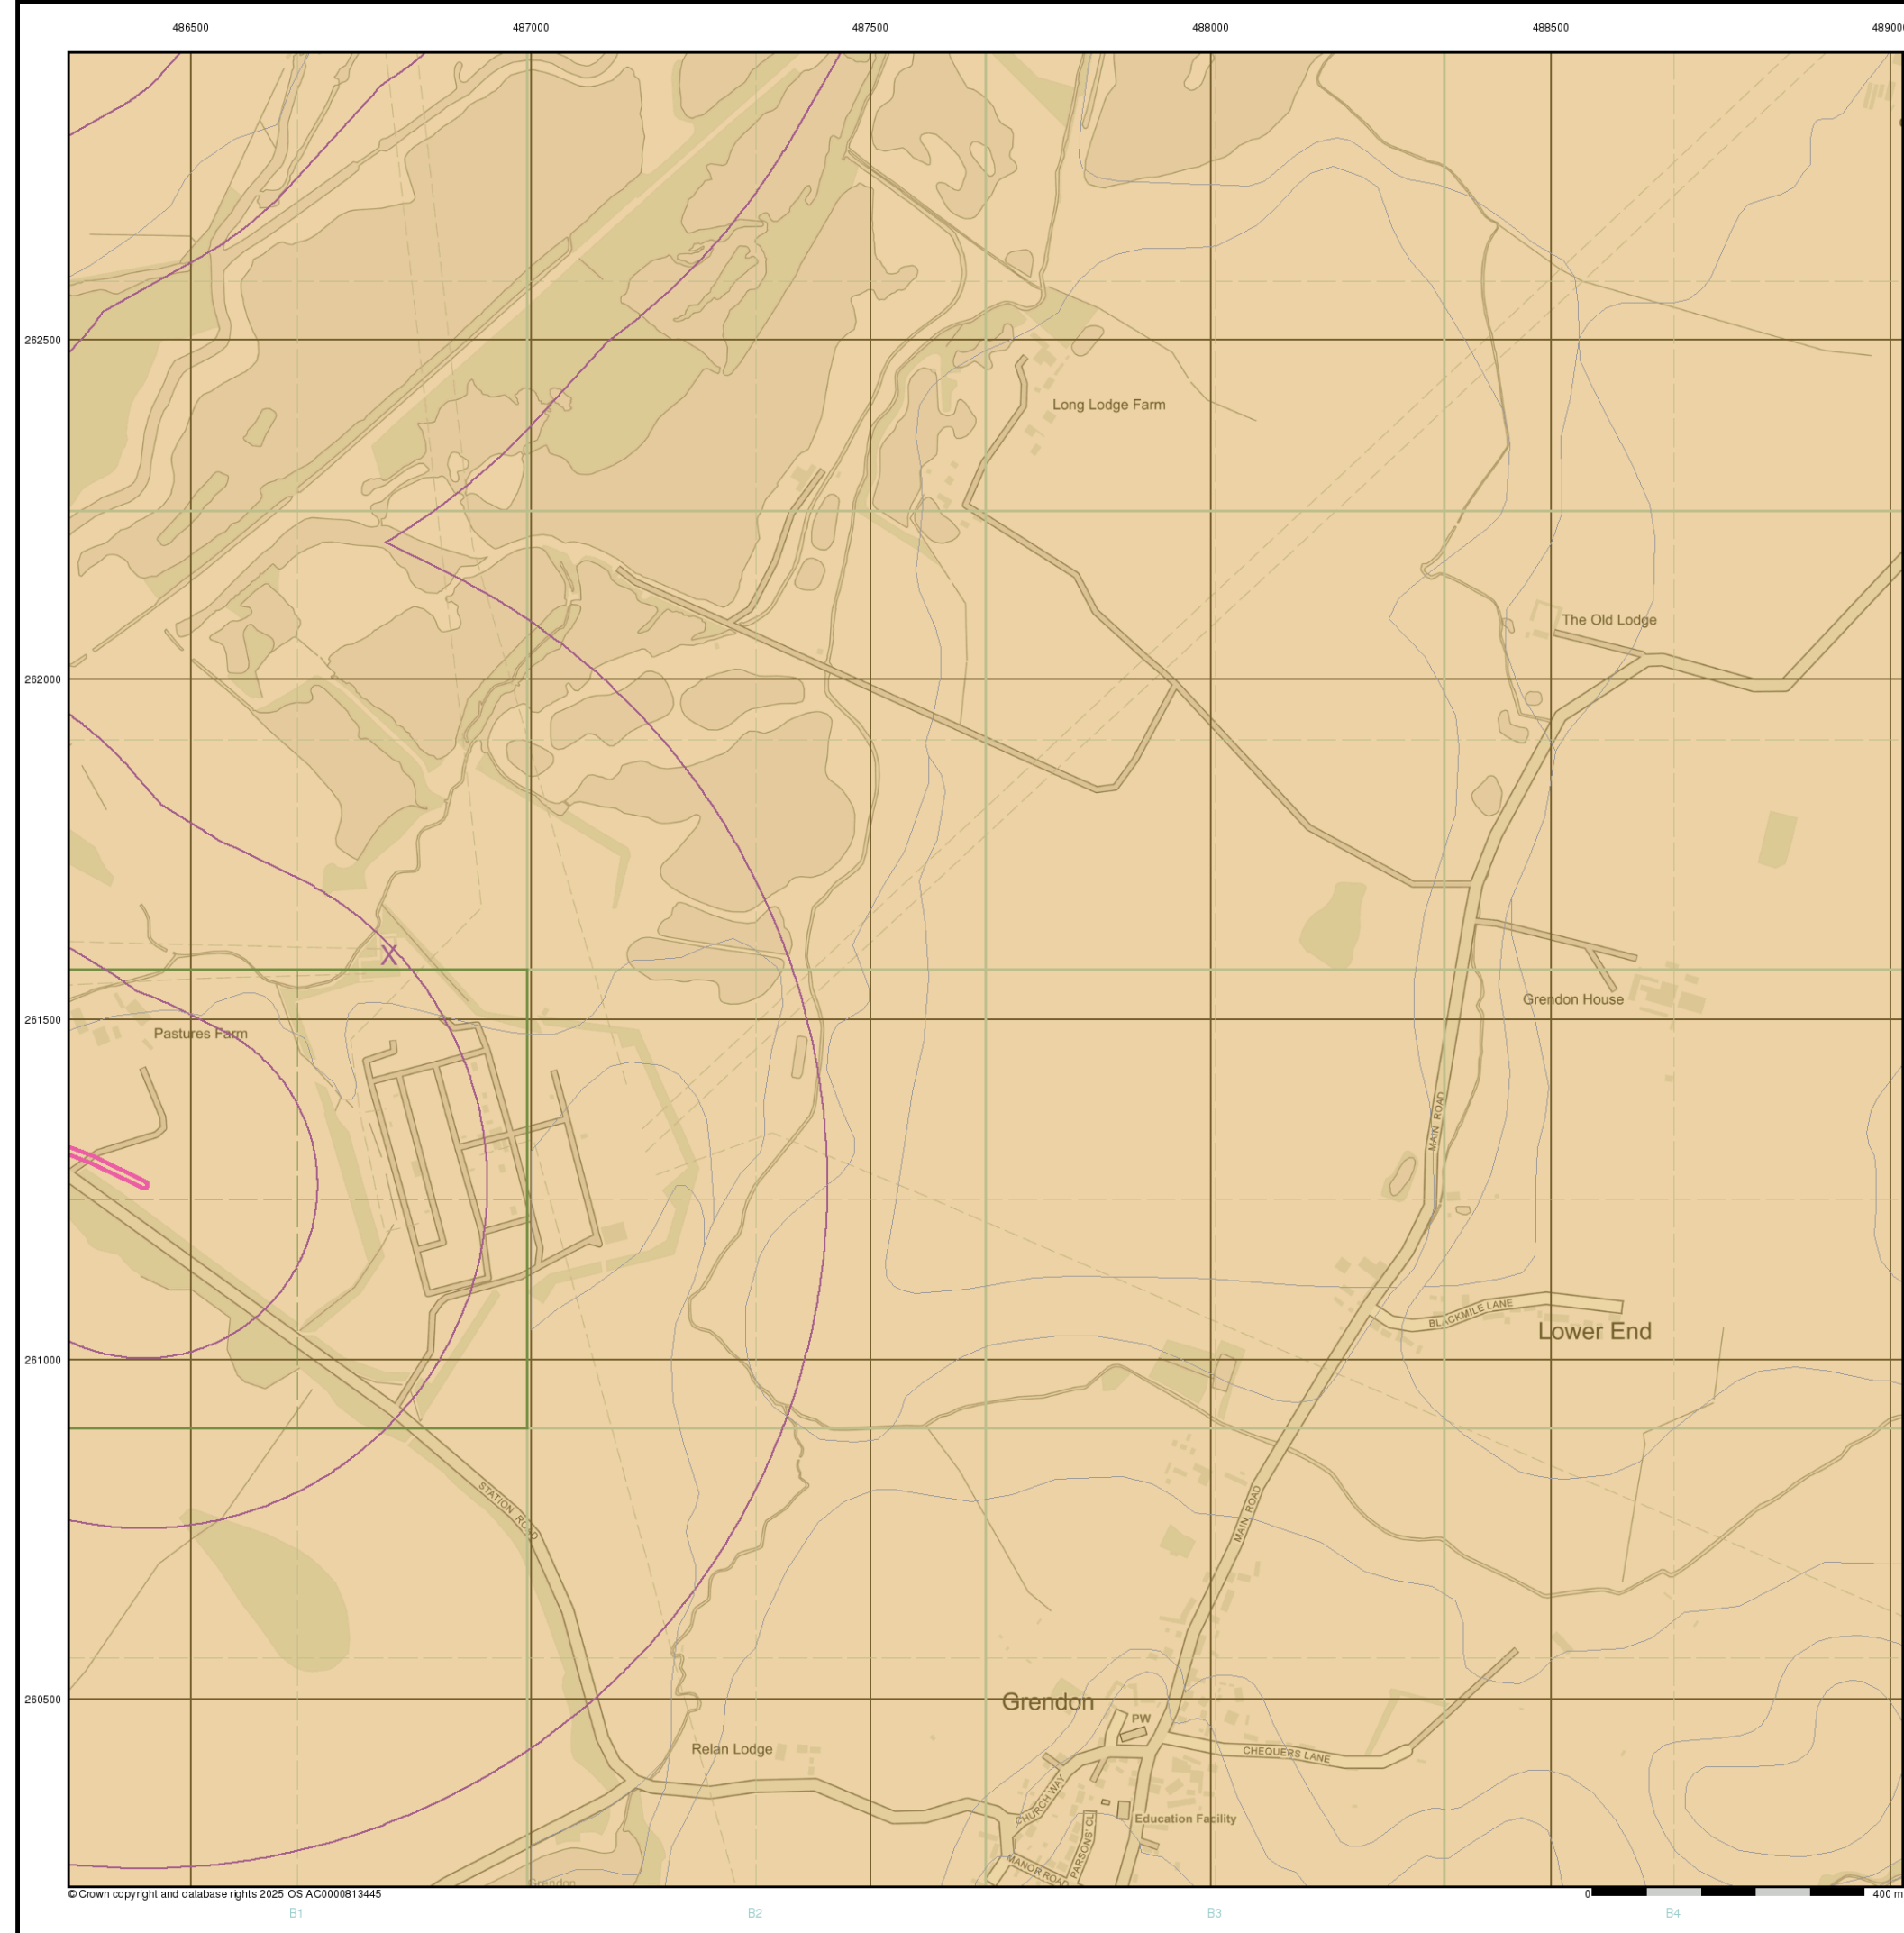 486500 487000 487500 488000 488500 48900
262500
Long Lodge Farm
The Old Lodge
262000
X
Grendon House
261500
Pastures Farm
MAIN ROAD
BLACKMILE LANE
Lower End
261000
STATION ROAD
MAIN ROAD
260500
Grendon
PW
Relan Lodge
CHEQUERS LANE
CHURCH WAY
Education Facility
PARSONS' CL
MANOR ROAD
Grendon
© Crown copyright and database rights 2025 OS AC0000813445
0 400 m
B1 B2 B3 B4